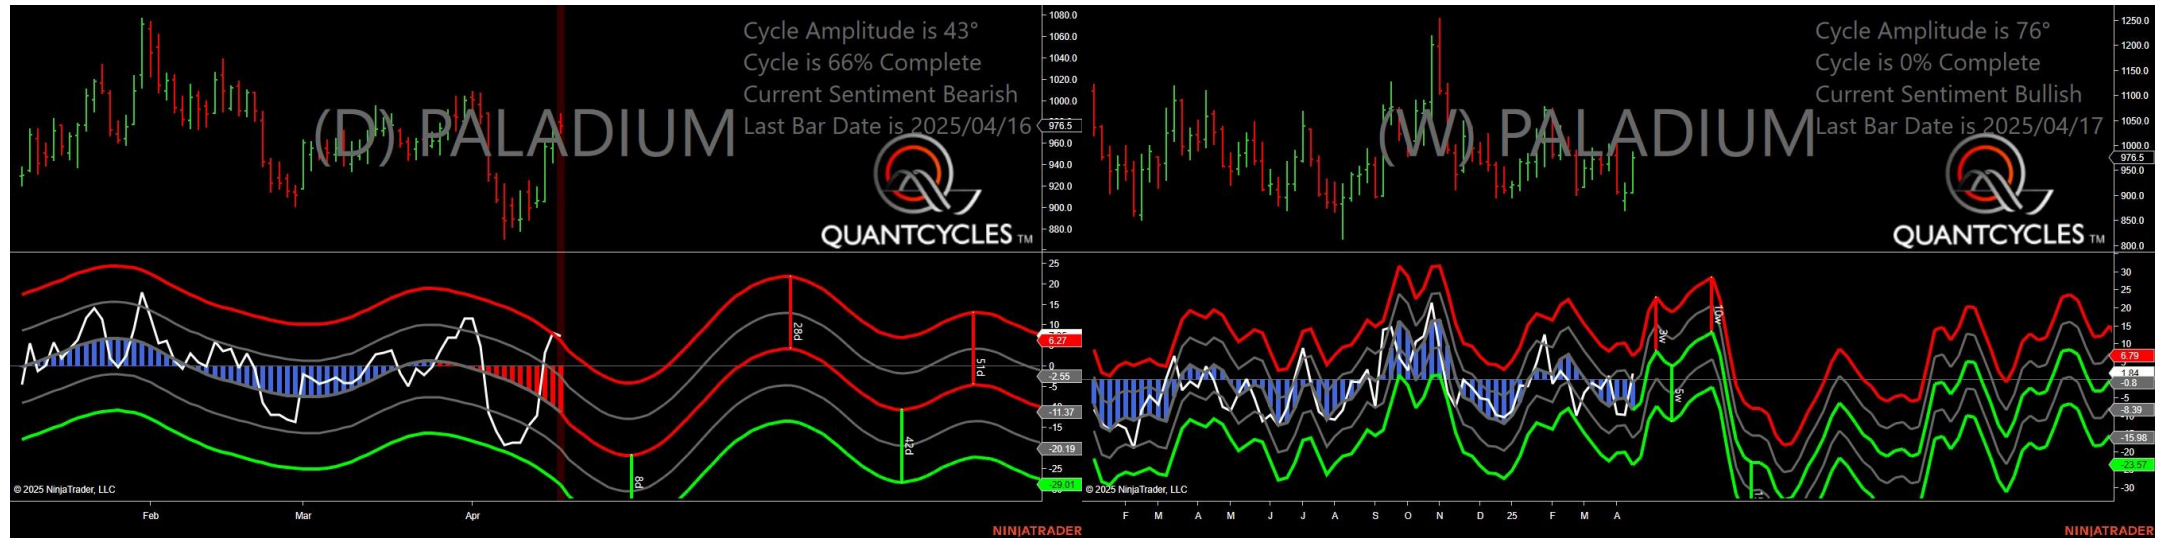 Cycle Amplitude is 43°
Cycle is 66% Complete
Current Sentiment Bearish
Last Bar Date is 2025/04/16
(D) PALADIUM
QUANTCYCLES TM
1080.0
1060.0
1040.0
1020.0
1000.0
976.5
960.0
940.0
920.0
900.0
880.0
25
20
15
10
6.27
0
-2.55
-5
-11.37
-15
-20.19
-25
-29.01
28d
51d
42d
8d
© 2025 NinjaTrader, LLC
Feb
Mar
Apr
NINJATRADER
Cycle Amplitude is 76°
Cycle is 0% Complete
Current Sentiment Bullish
Last Bar Date is 2025/04/17
(W) PALADIUM
QUANTCYCLES TM
1250.0
1200.0
1150.0
1100.0
1050.0
1000.0
976.5
950.0
900.0
850.0
800.0
30
25
20
15
10
6.79
1.84
-0.8
-5
-8.39
-15.98
-23.57
-30
3w
10w
5w
© 2025 NinjaTrader, LLC
F
M
A
M
J
J
A
S
O
N
D
25
F
M
A
NINJATRADER